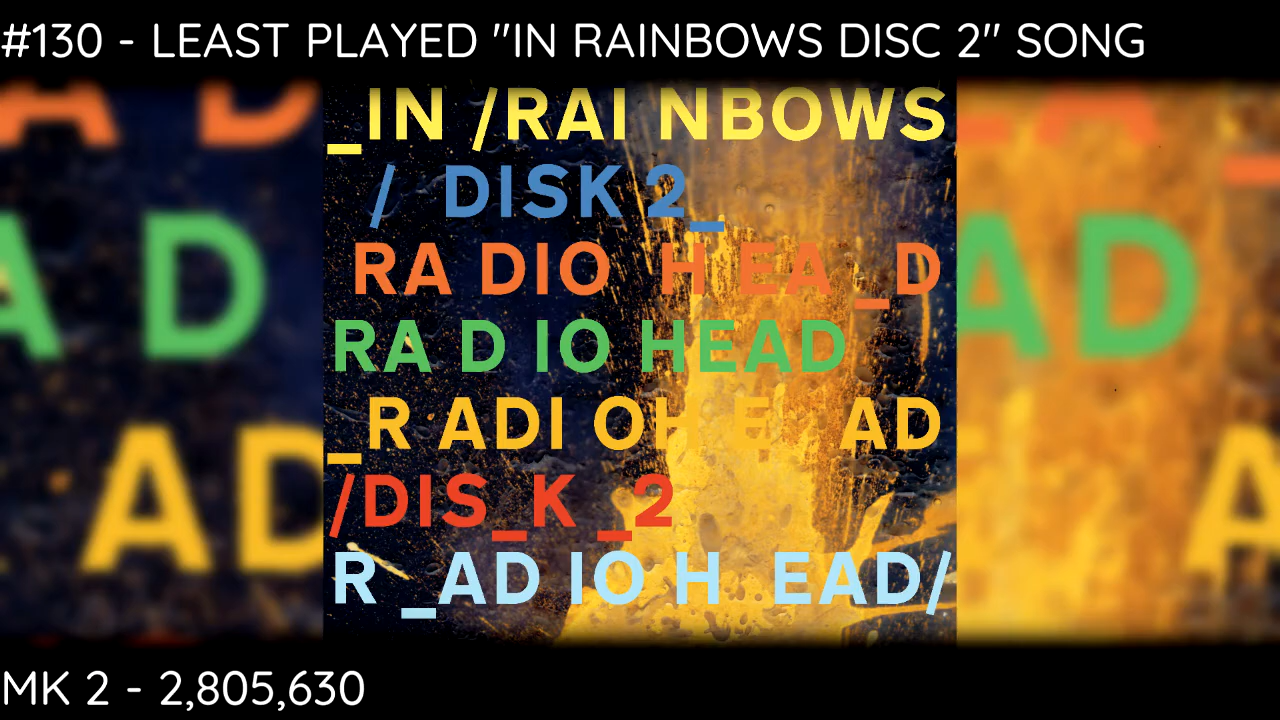 #130 - LEAST PLAYED "IN RAINBOWS DISC 2" SONG
_IN /RAI NBOWS
/ DISK 2_
RA DIO HEA _D
RA D IO HEAD
_R ADI OH E AD
/DIS_K _2
R _AD IO H EAD/
MK 2 - 2,805,630